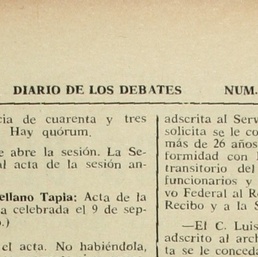 DIARIO DE LOS DEBATES NUM.
cia de cuarenta y tres
Hay quórum.
e abre la sesión. La Se-
al acta de la sesión an-
ellano Tapia: Acta de la
a celebrada el 9 de sep-
.)
el acta. No habiéndola,
adscrita al Serv
solicita se le co
más de 26 años
formidad con l
transitorio del
funcionarios y
vo Federal al R
Recibo y a la S
—El C. Luis
adscrito al arch
ta se le conceda